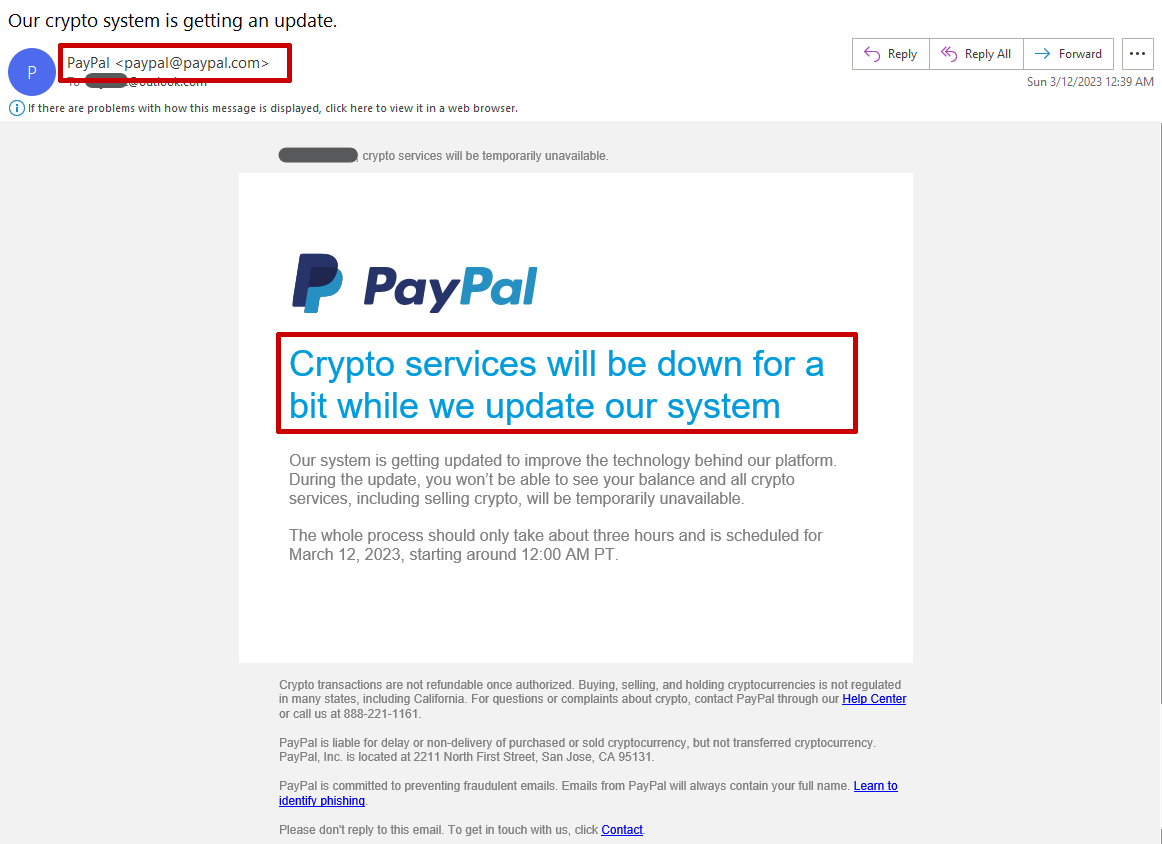 Our crypto system is getting an update.
P
PayPal <paypal@paypal.com>
Reply
Reply All
Forward
To @outlook.com
Sun 3/12/2023 12:39 AM
If there are problems with how this message is displayed, click here to view it in a web browser.
crypto services will be temporarily unavailable.
PayPal
Crypto services will be down for a
bit while we update our system
Our system is getting updated to improve the technology behind our platform.
During the update, you won’t be able to see your balance and all crypto
services, including selling crypto, will be temporarily unavailable.
The whole process should only take about three hours and is scheduled for
March 12, 2023, starting around 12:00 AM PT.
Crypto transactions are not refundable once authorized. Buying, selling, and holding cryptocurrencies is not regulated
in many states, including California. For questions or complaints about crypto, contact PayPal through our Help Center
or call us at 888-221-1161.
PayPal is liable for delay or non-delivery of purchased or sold cryptocurrency, but not transferred cryptocurrency.
PayPal, Inc. is located at 2211 North First Street, San Jose, CA 95131.
PayPal is committed to preventing fraudulent emails. Emails from PayPal will always contain your full name. Learn to
identify phishing.
Please don't reply to this email. To get in touch with us, click Contact.